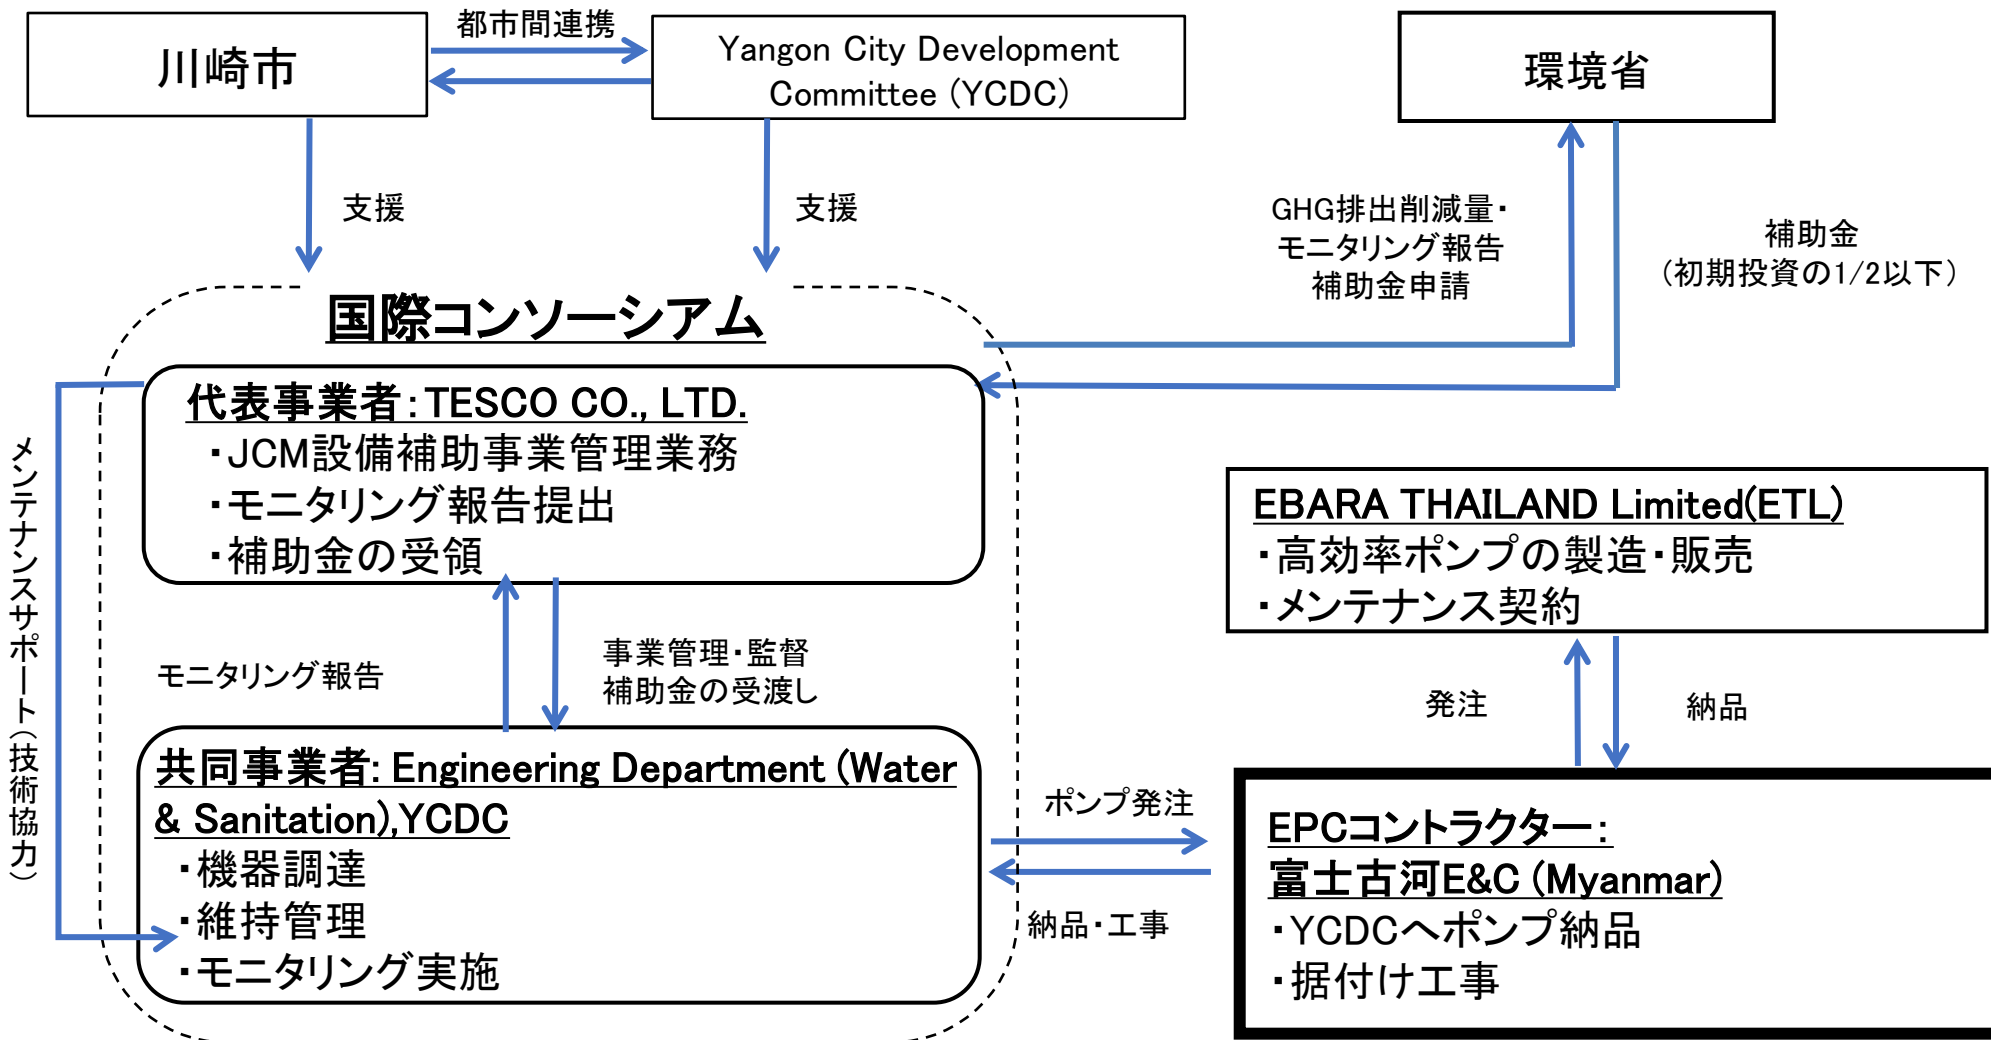 川崎市
都市間連携
Yangon City Development
Committee (YCDC)
環境省
支援
支援
GHG排出削減量・
モニタリング報告
補助金申請
補助金
(初期投資の1/2以下)
国際コンソーシアム
代表事業者：TESCO CO., LTD.
・JCM設備補助事業管理業務
・モニタリング報告提出
・補助金の受領
メンテナンスサポート（技術協力）
EBARA THAILAND Limited(ETL)
・高効率ポンプの製造・販売
・メンテナンス契約
モニタリング報告
事業管理・監督
補助金の受渡し
発注
納品
共同事業者: Engineering Department (Water
& Sanitation),YCDC
・機器調達
・維持管理
・モニタリング実施
ポンプ発注
納品・工事
EPCコントラクター：
富士古河E&C (Myanmar)
・YCDCへポンプ納品
・据付け工事